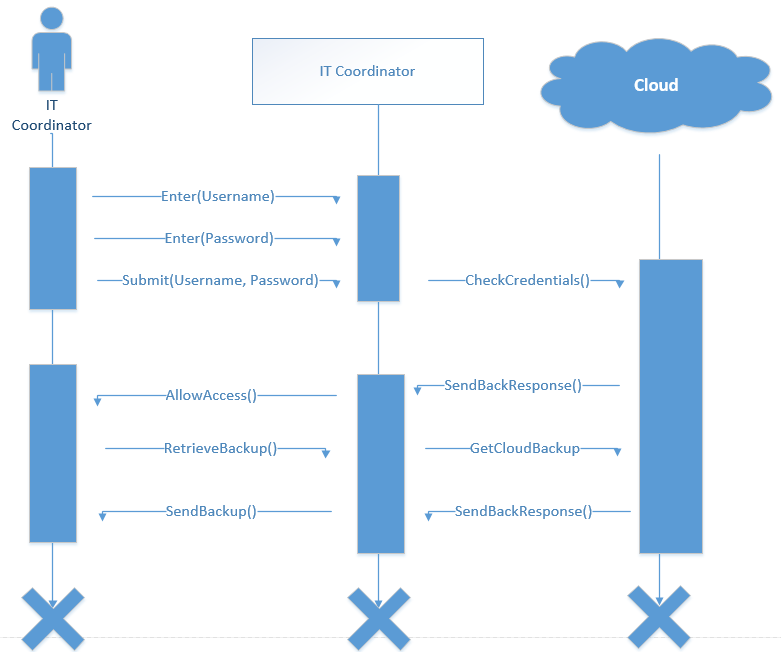 IT
Coordinator
IT Coordinator
Cloud
Enter(Username)
Enter(Password)
Submit(Username, Password)
CheckCredentials()
SendBackResponse()
AllowAccess()
RetrieveBackup()
GetCloudBackup
SendBackup()
SendBackResponse()